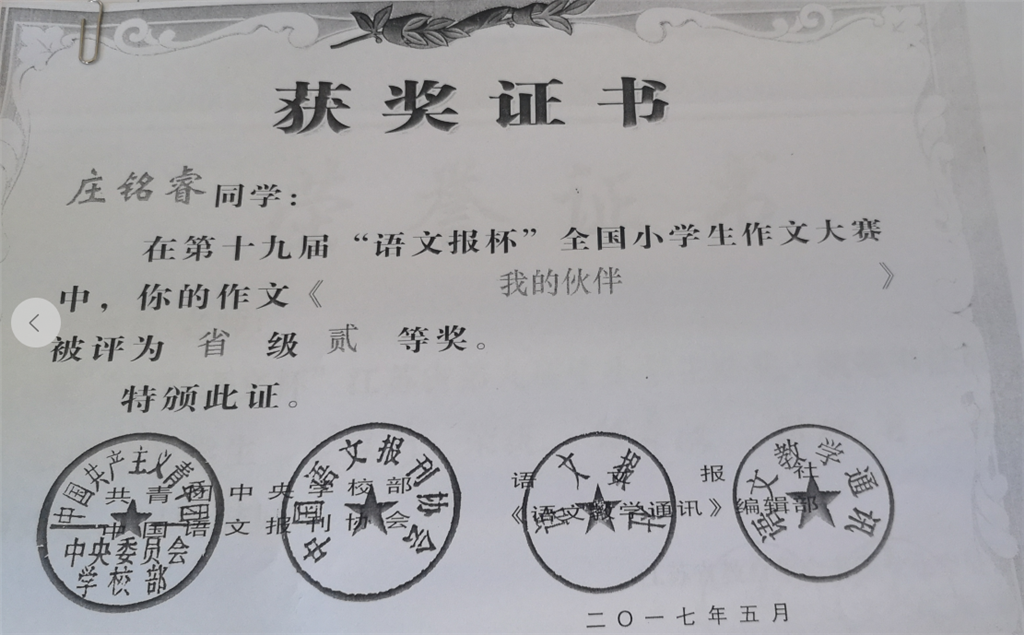 获奖证书
庄铭睿同学：
在第十九届“语文报杯”全国小学生作文大赛
中，你的作文《我的伙伴》
被评为省级贰等奖。
特颁此证。
共青团中央学校部
中国语文报刊协会
语文报社
《语文教学通讯》编辑部
中国共产主义青年团
中央委员会
学校部
中国语文报刊协会
语文报社
语文教学通讯
二〇一七年五月